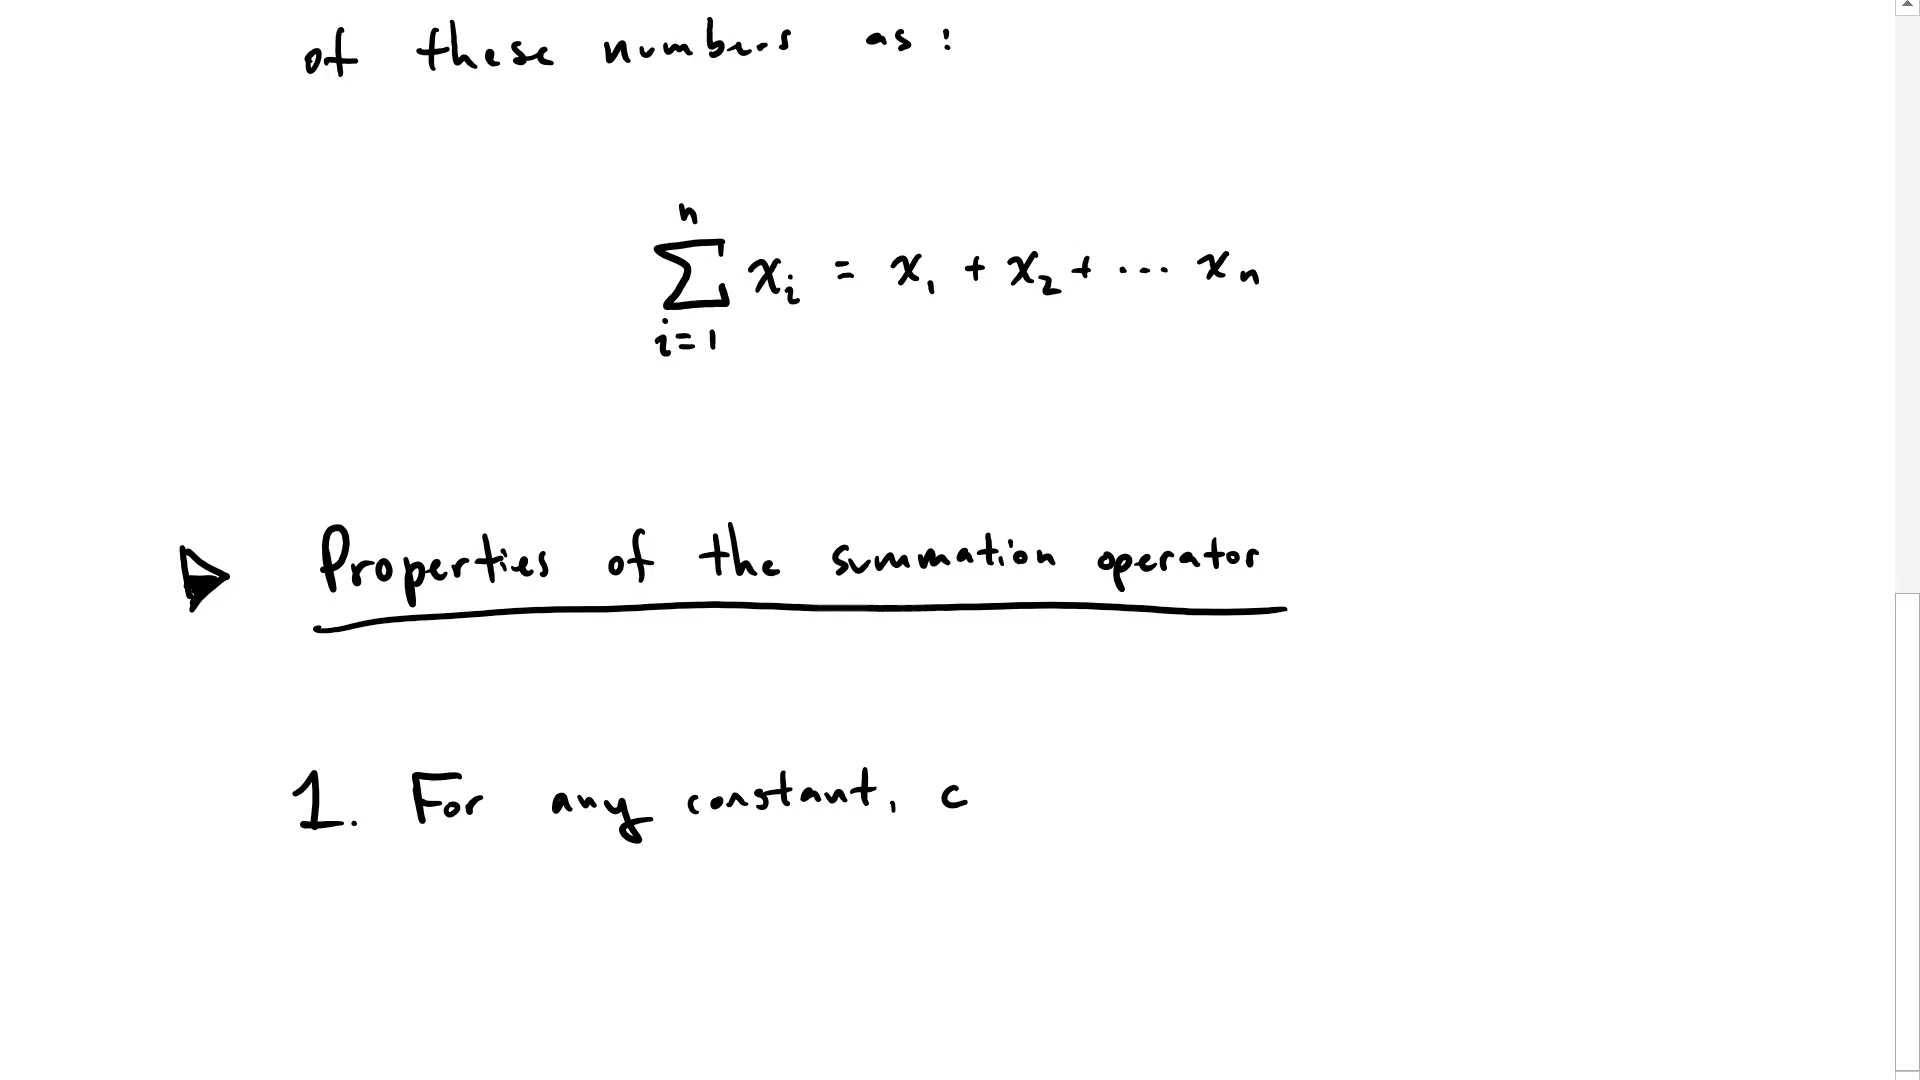 of these numbers as:
n
∑ xᵢ = x₁ + x₂ + ... xₙ
i=1
Properties of the summation operator
1. For any constant, c